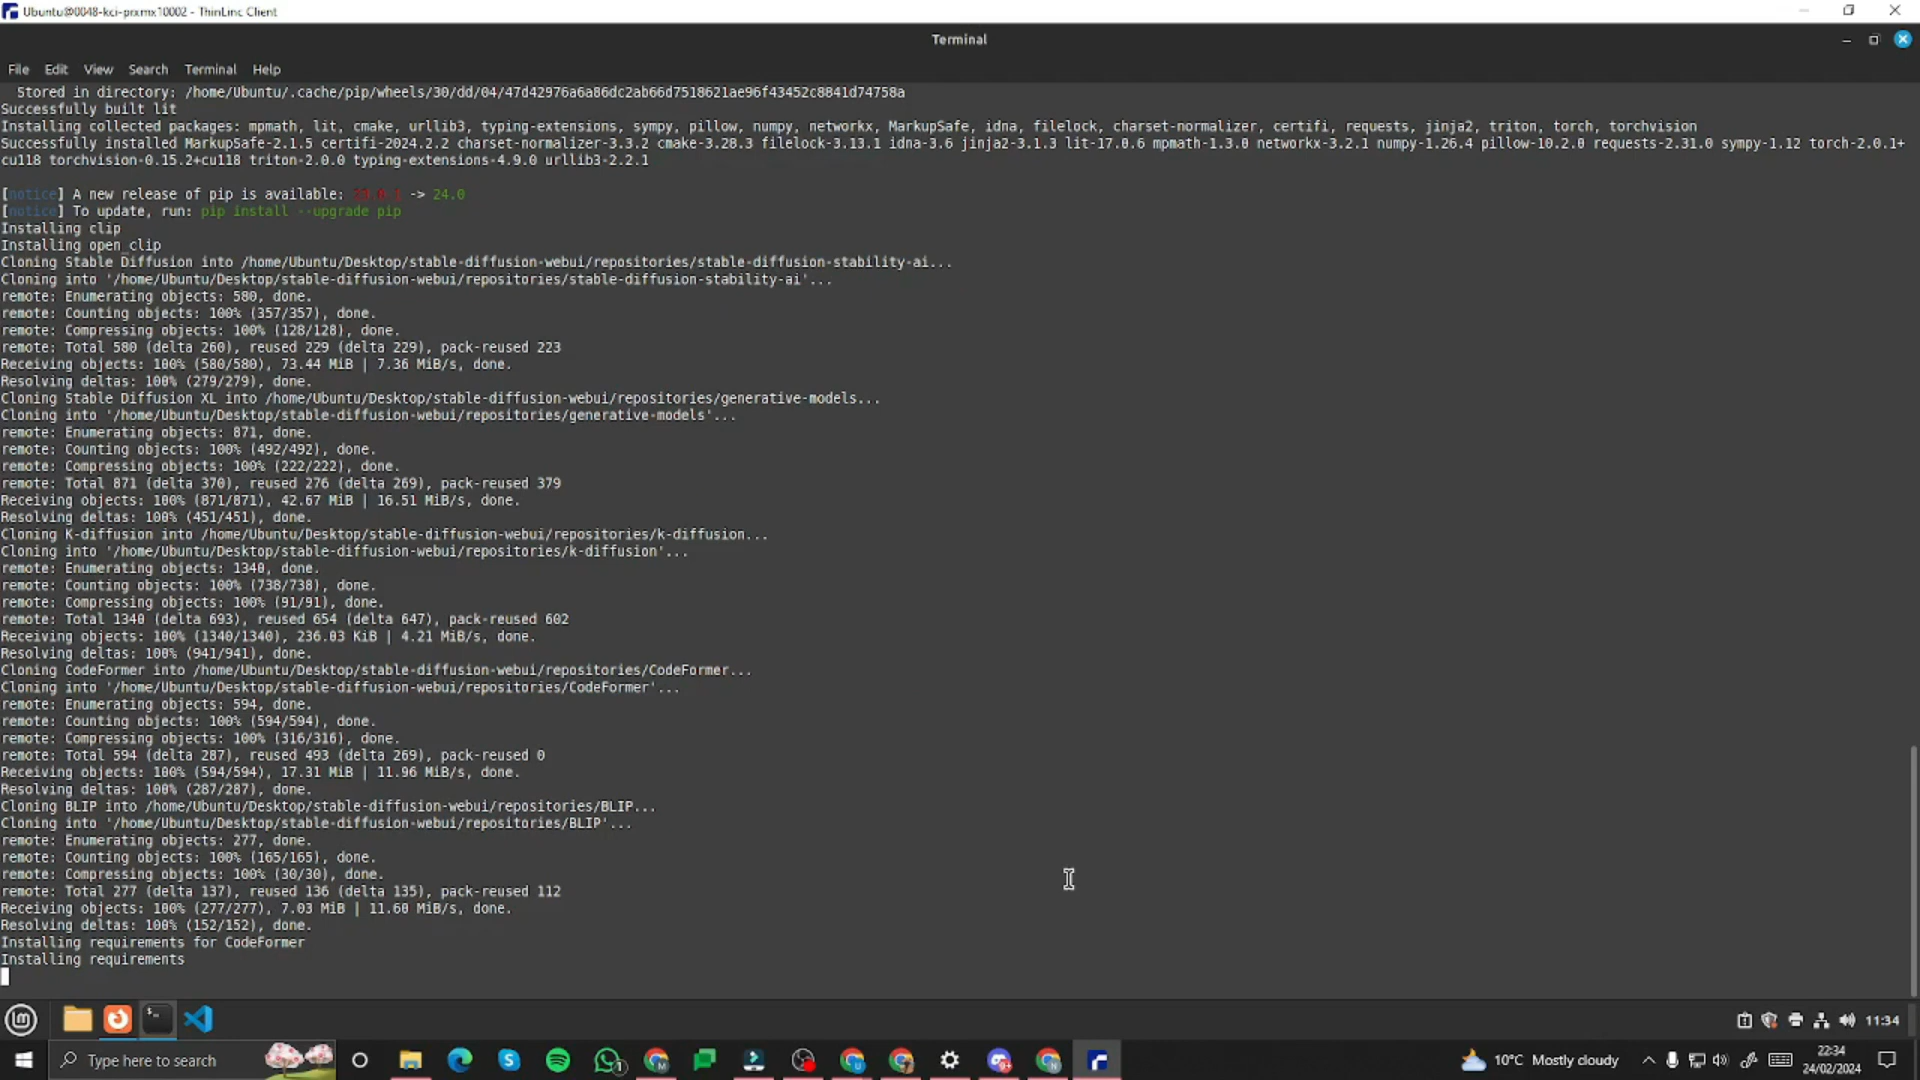 Ubuntu@0048-kci-prxmx10002 - ThinLinc Client
Terminal
File Edit View Search Terminal Help
Stored in directory: /home/Ubuntu/.cache/pip/wheels/30/dd/04/47d42976a6a86dc2ab66d7518621ae96f43452c8841d74758a
Successfully built lit
Installing collected packages: mpmath, lit, cmake, urllib3, typing-extensions, sympy, pillow, numpy, networkx, MarkupSafe, idna, filelock, charset-normalizer, certifi, requests, jinja2, triton, torch, torchvision
Successfully installed MarkupSafe-2.1.5 certifi-2024.2.2 charset-normalizer-3.3.2 cmake-3.28.3 filelock-3.13.1 idna-3.6 jinja2-3.1.3 lit-17.0.6 mpmath-1.3.0 networkx-3.2.1 numpy-1.26.4 pillow-10.2.0 requests-2.31.0 sympy-1.12 torch-2.0.1+
cu118 torchvision-0.15.2+cu118 triton-2.0.0 typing-extensions-4.9.0 urllib3-2.2.1
[notice] A new release of pip is available: -> 24.0
[notice] To update, run: pip install --upgrade pip
Installing clip
Installing open_clip
Cloning Stable Diffusion into /home/Ubuntu/Desktop/stable-diffusion-webui/repositories/stable-diffusion-stability-ai...
Cloning into '/home/Ubuntu/Desktop/stable-diffusion-webui/repositories/stable-diffusion-stability-ai'...
remote: Enumerating objects: 580, done.
remote: Counting objects: 100% (357/357), done.
remote: Compressing objects: 100% (128/128), done.
remote: Total 580 (delta 260), reused 229 (delta 229), pack-reused 223
Receiving objects: 100% (580/580), 73.44 MiB | 7.36 MiB/s, done.
Resolving deltas: 100% (279/279), done.
Cloning Stable Diffusion XL into /home/Ubuntu/Desktop/stable-diffusion-webui/repositories/generative-models...
Cloning into '/home/Ubuntu/Desktop/stable-diffusion-webui/repositories/generative-models'...
remote: Enumerating objects: 871, done.
remote: Counting objects: 100% (492/492), done.
remote: Compressing objects: 100% (222/222), done.
remote: Total 871 (delta 370), reused 276 (delta 269), pack-reused 379
Receiving objects: 100% (871/871), 42.67 MiB | 16.51 MiB/s, done.
Resolving deltas: 100% (451/451), done.
Cloning K-diffusion into /home/Ubuntu/Desktop/stable-diffusion-webui/repositories/k-diffusion...
Cloning into '/home/Ubuntu/Desktop/stable-diffusion-webui/repositories/k-diffusion'...
remote: Enumerating objects: 1340, done.
remote: Counting objects: 100% (738/738), done.
remote: Compressing objects: 100% (91/91), done.
remote: Total 1340 (delta 693), reused 654 (delta 647), pack-reused 602
Receiving objects: 100% (1340/1340), 236.03 KiB | 4.21 MiB/s, done.
Resolving deltas: 100% (941/941), done.
Cloning CodeFormer into /home/Ubuntu/Desktop/stable-diffusion-webui/repositories/CodeFormer...
Cloning into '/home/Ubuntu/Desktop/stable-diffusion-webui/repositories/CodeFormer'...
remote: Enumerating objects: 594, done.
remote: Counting objects: 100% (594/594), done.
remote: Compressing objects: 100% (316/316), done.
remote: Total 594 (delta 287), reused 493 (delta 269), pack-reused 0
Receiving objects: 100% (594/594), 17.31 MiB | 11.96 MiB/s, done.
Resolving deltas: 100% (287/287), done.
Cloning BLIP into /home/Ubuntu/Desktop/stable-diffusion-webui/repositories/BLIP...
Cloning into '/home/Ubuntu/Desktop/stable-diffusion-webui/repositories/BLIP'...
remote: Enumerating objects: 277, done.
remote: Counting objects: 100% (165/165), done.
remote: Compressing objects: 100% (30/30), done.
remote: Total 277 (delta 137), reused 136 (delta 135), pack-reused 112
Receiving objects: 100% (277/277), 7.03 MiB | 11.60 MiB/s, done.
Resolving deltas: 100% (152/152), done.
Installing requirements for CodeFormer
Installing requirements
11:34
Type here to search
10°C Mostly cloudy
22:34
24/02/2024